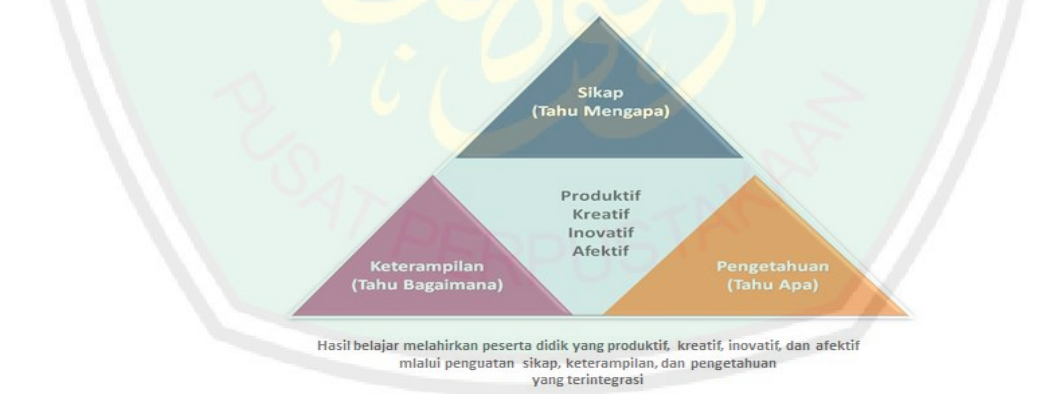 Sikap
(Tahu Mengapa)
Produktif
Kreatif
Inovatif
Afektif
Keterampilan
(Tahu Bagaimana)
Pengetahuan
(Tahu Apa)
Hasil belajar melahirkan peserta didik yang produktif, kreatif, inovatif, dan afektif
mlalui penguatan sikap, keterampilan, dan pengetahuan
yang terintegrasi
PUSAT PERPUSTAKAAN